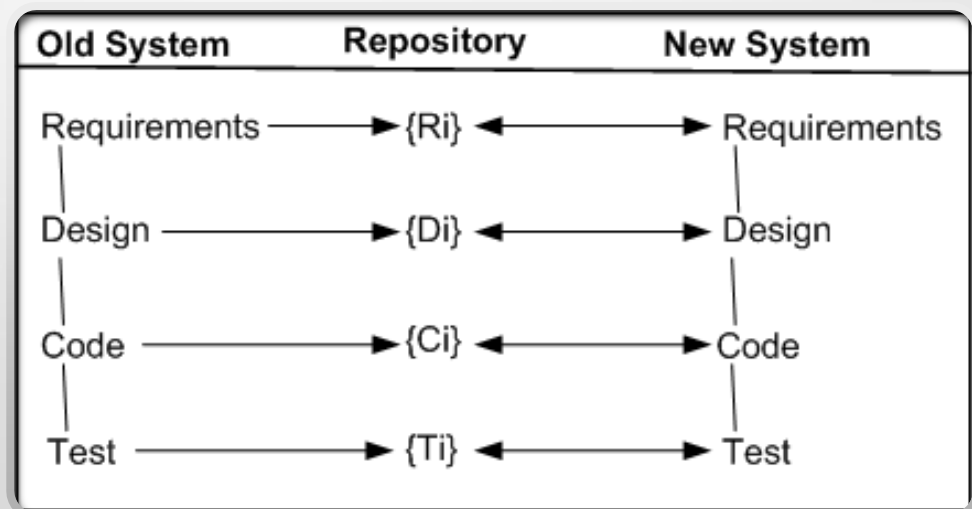 Old System Repository New System
Requirements {Ri} Requirements
Design {Di} Design
Code {Ci} Code
Test {Ti} Test